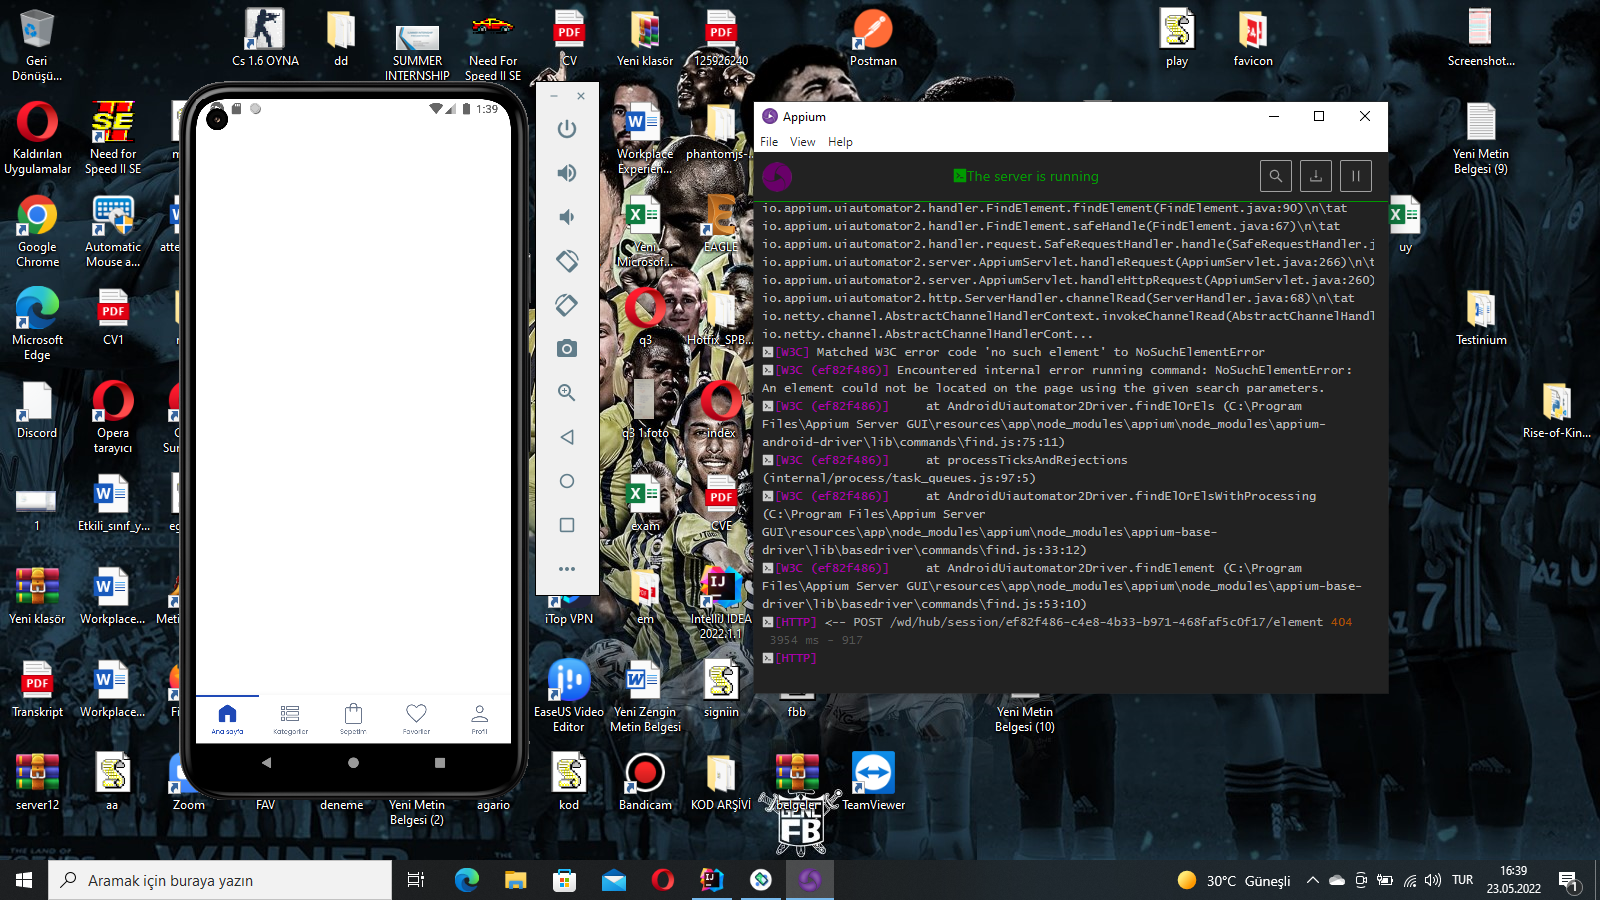 Geri
Dönüşü...
Cs 1.6 OYNA
dd
SUMMER
INTERNSHIP
Need For
Speed II SE
CV
Yeni klasör
125926240
Postman
play
favicon
Screenshot...
Kaldırılan
Uygulamalar
Need for
Speed II SE
Workplace
Experien...
phantomjs-...
Yeni Metin
Belgesi (9)
Google
Chrome
Automatic
Mouse a...
atte
Yeni
Microsof...
EAGLE
uy
Microsoft
Edge
CV1
q3
Hotfix_SPB...
Testinium
Discord
Opera
tarayıcı
q3 1.foto
index
Rise-of-Kin...
1
Etkili_sınıf_y...
exam
CVE
Yeni klasör
Workplace...
iTop VPN
em
IntelliJ IDEA
2022.1.1
Transkript
Workplace...
EaseUS Video
Editor
Yeni Zengin
Metin Belgesi
signiin
fbb
Yeni Metin
Belgesi (10)
server12
aa
Zoom
FAV
deneme
Yeni Metin
Belgesi (2)
agario
kod
Bandicam
KOD ARŞİVİ
belgeler
TeamViewer
1:39
Ana sayfa
Kategoriler
Sepetim
Favoriler
Profil
Appium
File View Help
The server is running
io.appium.uiautomator2.handler.FindElement.findElement(FindElement.java:90)\n\tat
io.appium.uiautomator2.handler.FindElement.safeHandle(FindElement.java:67)\n\tat
io.appium.uiautomator2.handler.request.SafeRequestHandler.handle(SafeRequestHandler.j
io.appium.uiautomator2.server.AppiumServlet.handleRequest(AppiumServlet.java:266)\n\t
io.appium.uiautomator2.server.AppiumServlet.handleHttpRequest(AppiumServlet.java:260)
io.appium.uiautomator2.http.ServerHandler.channelRead(ServerHandler.java:68)\n\tat
io.netty.channel.AbstractChannelHandlerContext.invokeChannelRead(AbstractChannelHandl
io.netty.channel.AbstractChannelHandlerCont...
[W3C] Matched W3C error code 'no such element' to NoSuchElementError
[W3C (ef82f486)] Encountered internal error running command: NoSuchElementError:
An element could not be located on the page using the given search parameters.
[W3C (ef82f486)] at AndroidUiautomator2Driver.findElOrEls (C:\Program
Files\Appium Server GUI\resources\app\node_modules\appium\node_modules\appium-
android-driver\lib\commands\find.js:75:11)
[W3C (ef82f486)] at processTicksAndRejections
(internal/process/task_queues.js:97:5)
[W3C (ef82f486)] at AndroidUiautomator2Driver.findElOrElsWithProcessing
(C:\Program Files\Appium Server
GUI\resources\app\node_modules\appium\node_modules\appium-base-
driver\lib\basedriver\commands\find.js:33:12)
[W3C (ef82f486)] at AndroidUiautomator2Driver.findElement (C:\Program
Files\Appium Server GUI\resources\app\node_modules\appium\node_modules\appium-base-
driver\lib\basedriver\commands\find.js:53:10)
[HTTP] <-- POST /wd/hub/session/ef82f486-c4e8-4b33-b971-468faf5c0f17/element 404
3954 ms - 917
[HTTP]
GENÇ
FB
WINNER
Aramak için buraya yazın
30°C Güneşli
TUR
16:39
23.05.2022
1